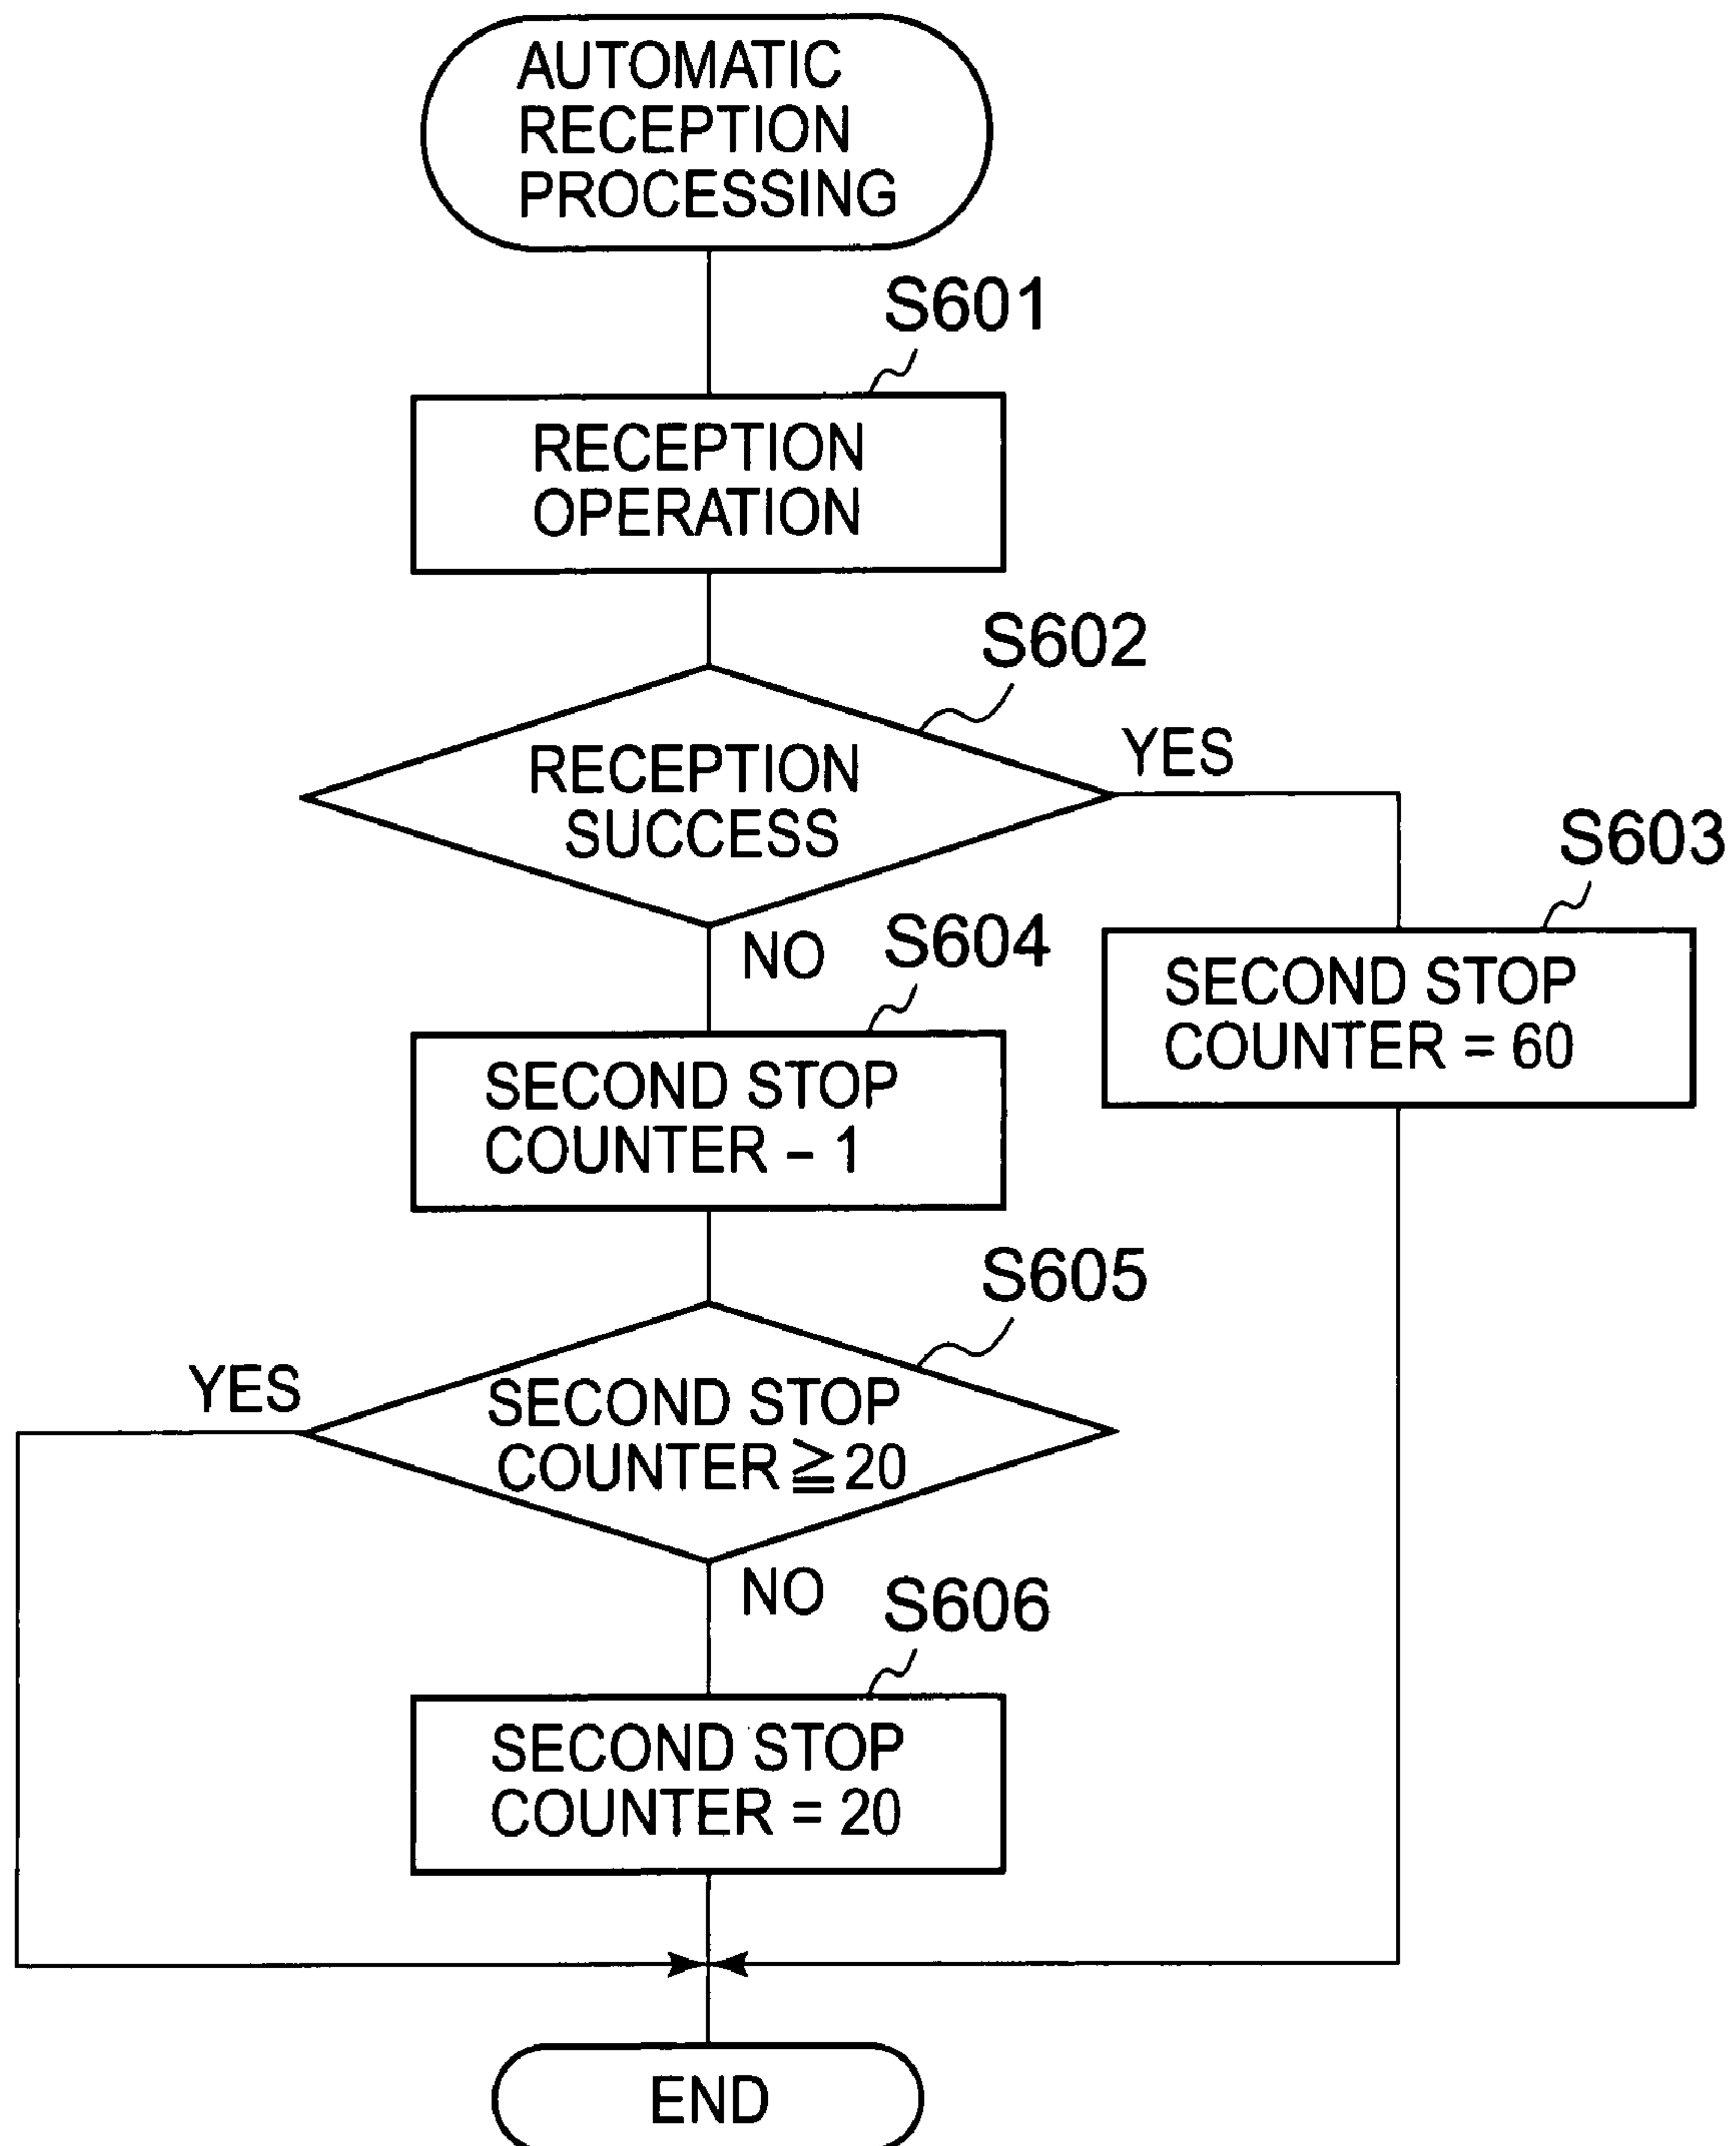 AUTOMATIC
RECEPTION
PROCESSING
S601
RECEPTION
OPERATION
S602
RECEPTION
SUCCESS
YES
S603
SECOND STOP
COUNTER = 60
NO
S604
SECOND STOP
COUNTER – 1
S605
YES
SECOND STOP
COUNTER ≧ 20
NO
S606
SECOND STOP
COUNTER = 20
END